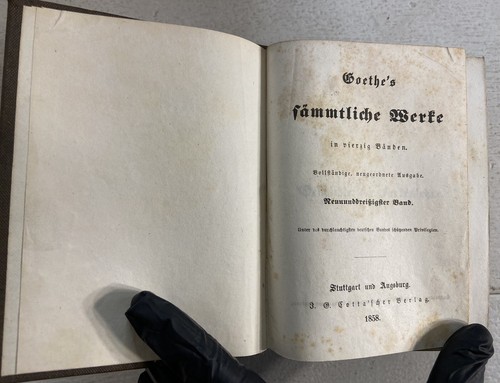 Goethe's
sämmtliche Werke
in vierzig Bänden.
Vollständige, neugeordnete Ausgabe.
Neununddreißigster Band.
Unter des durchlauchtigsten deutschen Bundes schützenden Privilegien.
Stuttgart und Augsburg.
J. G. Cotta'scher Verlag.
1858.